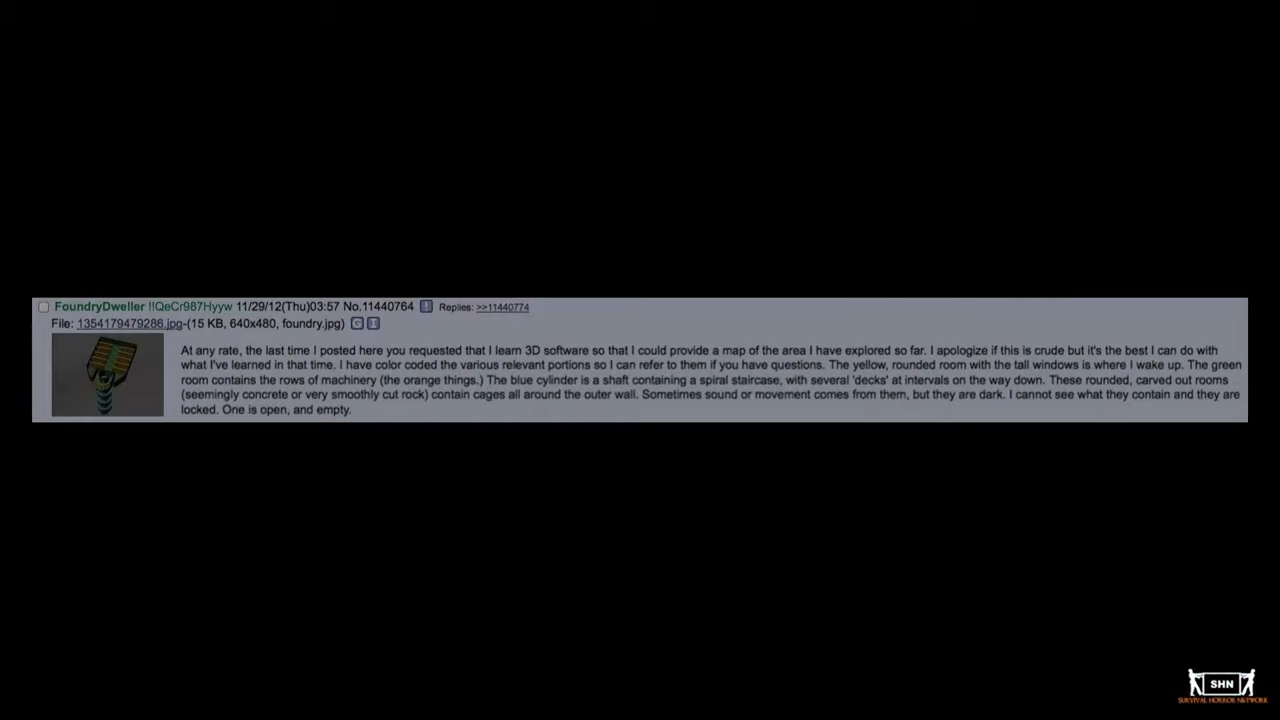 FoundryDweller !!QeCr987Hyyw 11/29/12(Thu)03:57 No.11440764 Replies: >>11440774
File: 1354179479286.jpg-(15 KB, 640x480, foundry.jpg)
At any rate, the last time I posted here you requested that I learn 3D software so that I could provide a map of the area I have explored so far. I apologize if this is crude but it's the best I can do with
what I've learned in that time. I have color coded the various relevant portions so I can refer to them if you have questions. The yellow, rounded room with the tall windows is where I wake up. The green
room contains the rows of machinery (the orange things.) The blue cylinder is a shaft containing a spiral staircase, with several 'decks' at intervals on the way down. These rounded, carved out rooms
(seemingly concrete or very smoothly cut rock) contain cages all around the outer wall. Sometimes sound or movement comes from them, but they are dark. I cannot see what they contain and they are
locked. One is open, and empty.
SHN
SURVIVAL HORROR NETWORK